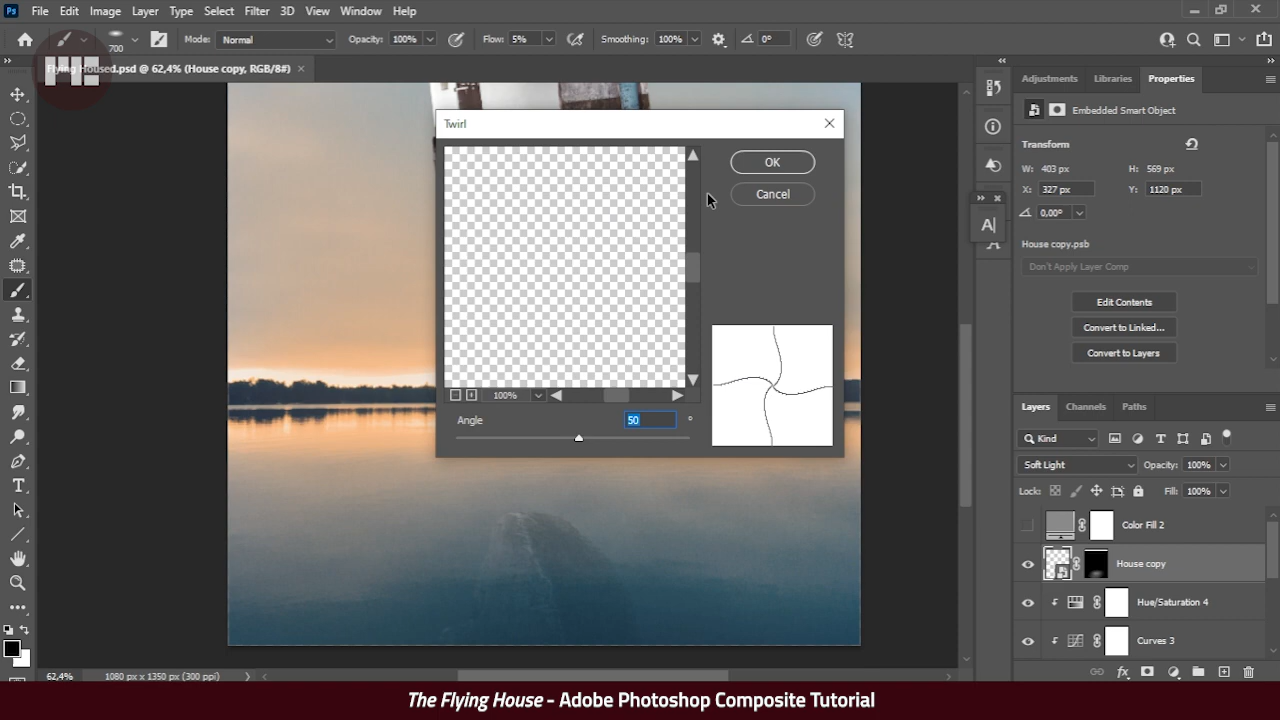 Ps File Edit Image Layer Type Select Filter 3D View Window Help
700 Mode: Normal Opacity: 100% Flow: 5% Smoothing: 100% 0°
Flying Housed.psd @ 62,4% (House copy, RGB/8#) ×
Adjustments Libraries Properties
Embedded Smart Object
Transform
W: 403 px H: 569 px
X: 327 px Y: 1120 px
0,00°
House copy.psb
Don't Apply Layer Comp
Edit Contents
Convert to Linked...
Convert to Layers
Twirl
OK
Cancel
100%
Angle 50 °
Layers Channels Paths
Kind
Soft Light Opacity: 100%
Lock: Fill: 100%
Color Fill 2
House copy
Hue/Saturation 4
Curves 3
fx
62,4% 1080 px x 1350 px (300 ppi)
The Flying House - Adobe Photoshop Composite Tutorial